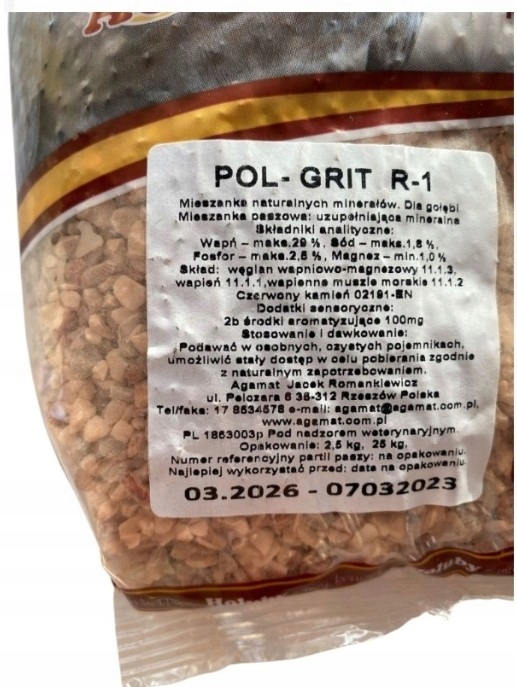 POL- GRIT R-1
Mieszanka naturalnych minerałów. Dla gołębi
Mieszanka paszowa: uzupełniająca mineralna
Składniki analityczne:
Wapń – maks.29 %, Sód – maks.1,8 %,
Fosfor – maks.2,5 %, Magnez – min.1,0 %
Skład: węglan wapniowo-magnezowy 11.1.3,
wapień 11.1.1,wapienne muszle morskie 11.1.2
Czerwony kamień 02191-EN
Dodatki sensoryczne:
2b środki aromatyzujące 100mg
Stosowanie i dawkowanie:
Podawać w osobnych, czystych pojemnikach,
umożliwić stały dostęp w celu pobierania zgodnie
z naturalnym zapotrzebowaniem.
Agamat Jacek Romankiewicz
ul. Pelczara 6 35-312 Rzeszów Polska
Tel/faks: 17 8534578 e-mail: agamat@agamat.com.pl,
www.agamat.com.pl
PL 1863003p Pod nadzorem weterynaryjnym.
Opakowanie: 2,5 kg, 25 kg,
Numer referencyjny partii paszy: na opakowaniu.
Najlepiej wykorzystać przed: data na opakowaniu.
03.2026 - 07032023